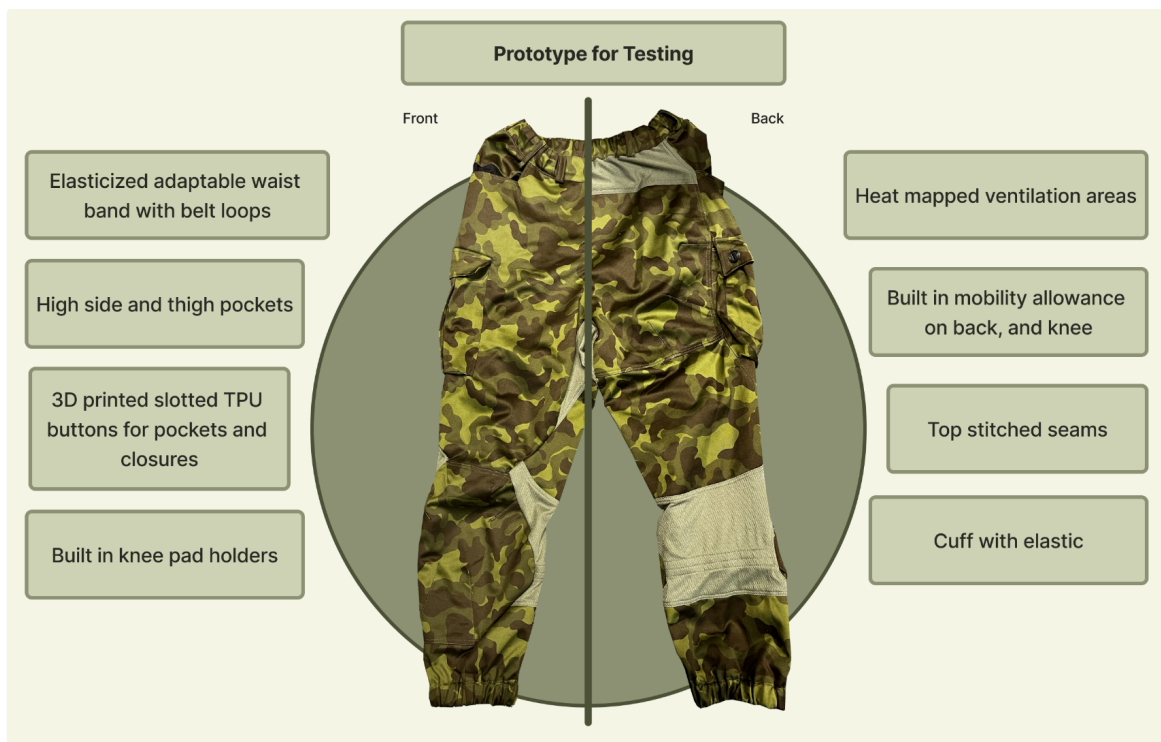 Prototype for Testing
Front
Back
Elasticized adaptable waist
band with belt loops
High side and thigh pockets
3D printed slotted TPU
buttons for pockets and
closures
Built in knee pad holders
Heat mapped ventilation areas
Built in mobility allowance
on back, and knee
Top stitched seams
Cuff with elastic